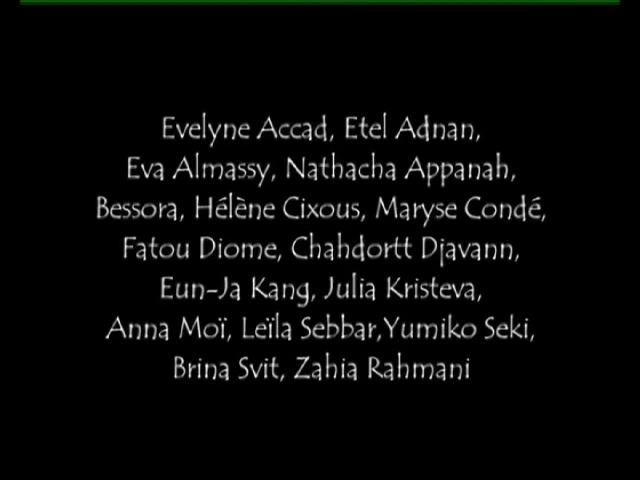 Evelyne Accad, Etel Adnan,
Eva Almassy, Nathacha Appanah,
Bessora, Hélène Cixous, Maryse Condé,
Fatou Diome, Chahdortt Djavann,
Eun-Ja Kang, Julia Kristeva,
Anna Moï, Leïla Sebbar,Yumiko Seki,
Brina Svit, Zahia Rahmani